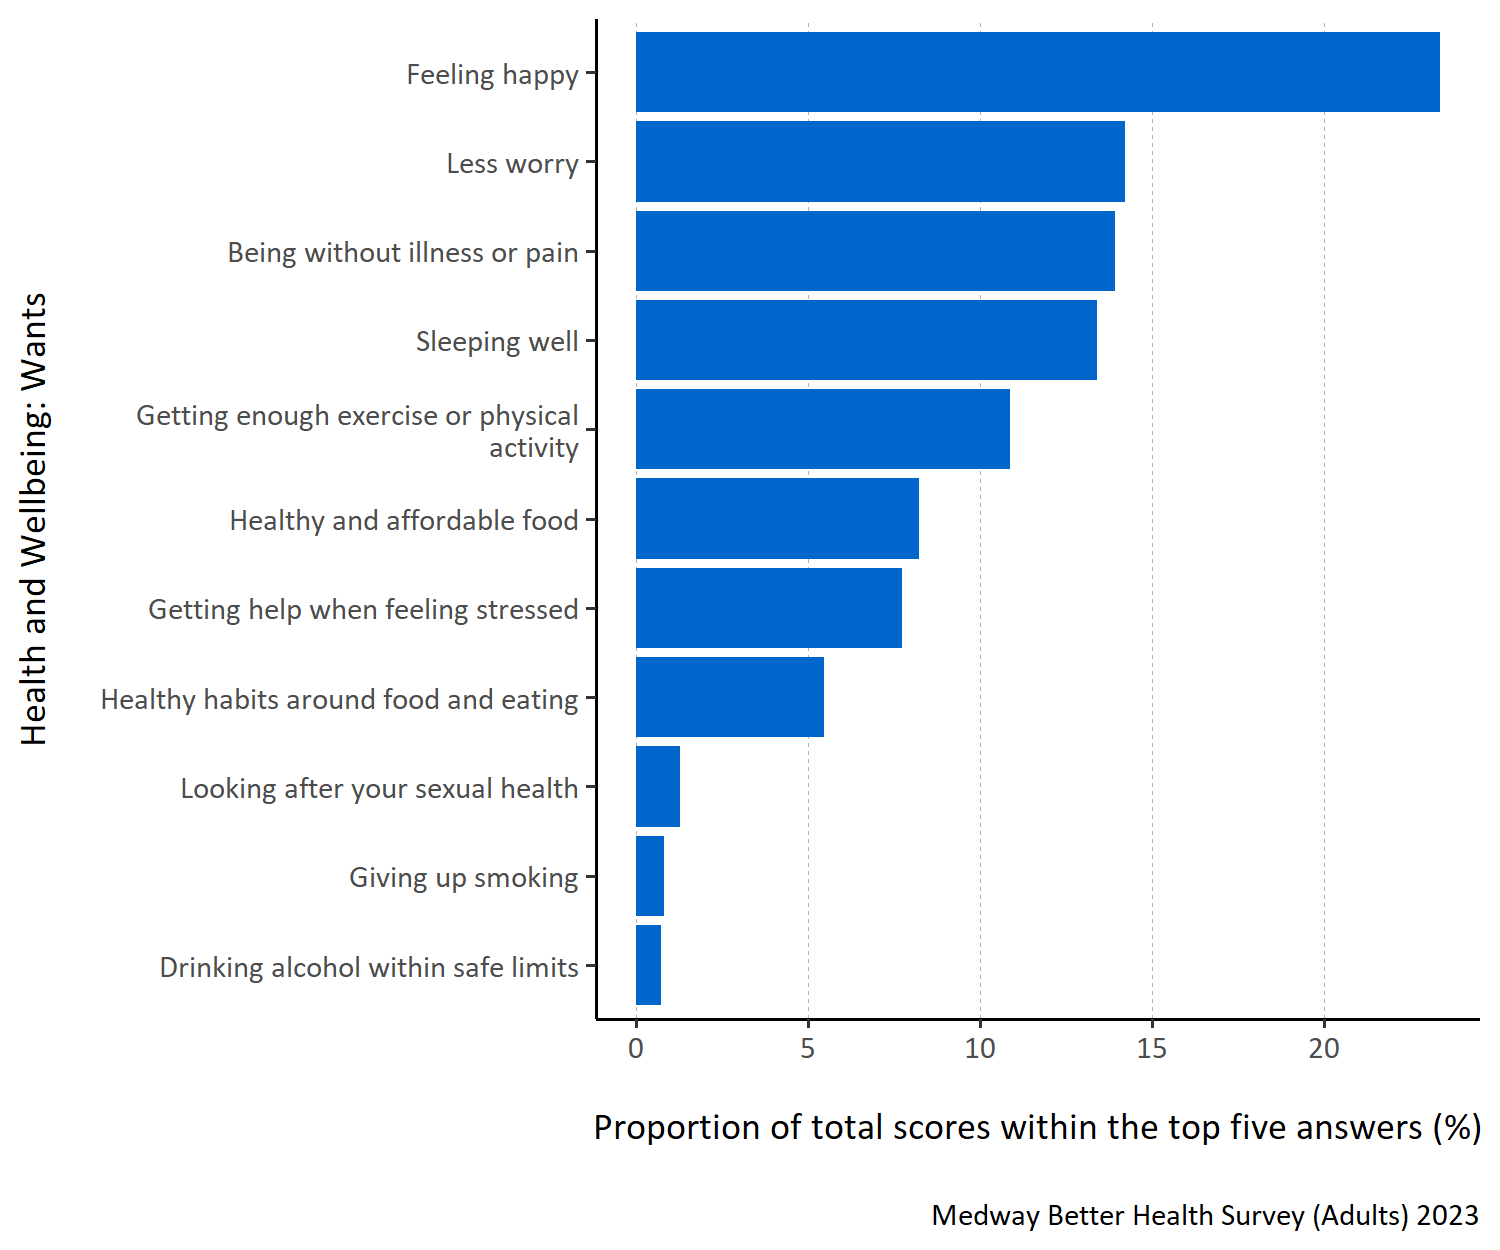 Health and Wellbeing: Wants
Feeling happy
Less worry
Being without illness or pain
Sleeping well
Getting enough exercise or physical
activity
Healthy and affordable food
Getting help when feeling stressed
Healthy habits around food and eating
Looking after your sexual health
Giving up smoking
Drinking alcohol within safe limits
0 5 10 15 20
Proportion of total scores within the top five answers (%)
Medway Better Health Survey (Adults) 2023